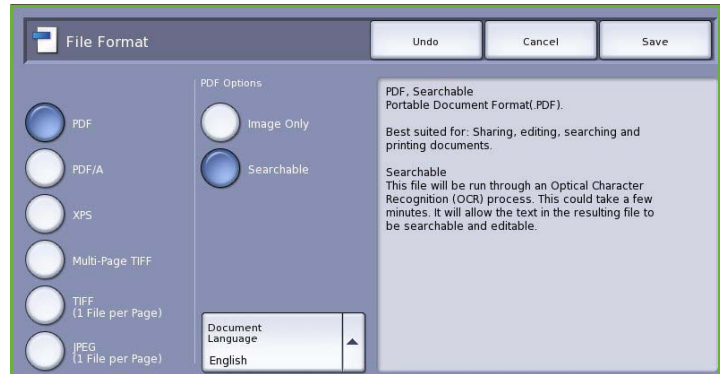 File Format
Undo
Cancel
Save
PDF
PDF/A
XPS
Multi-Page TIFF
TIFF
(1 File per Page)
JPEG
(1 File per Page)
PDF Options
Image Only
Searchable
Document
Language
English
PDF, Searchable
Portable Document Format(.PDF).
Best suited for: Sharing, editing, searching and
printing documents.
Searchable
This file will be run through an Optical Character
Recognition (OCR) process. This could take a few
minutes. It will allow the text in the resulting file to
be searchable and editable.